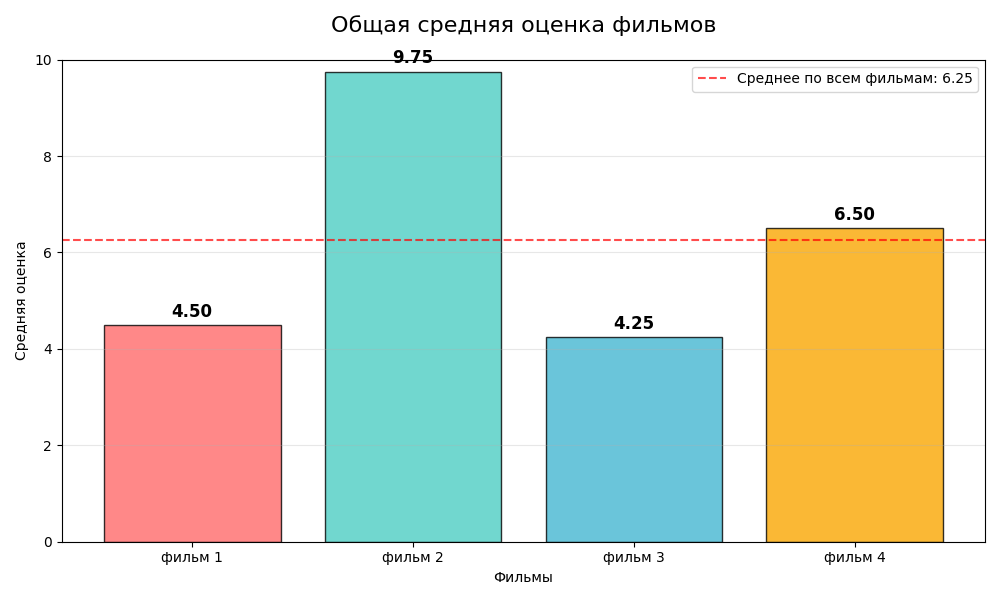 Общая средняя оценка фильмов
Среднее по всем фильмам: 6.25
Средняя оценка
10
8
6
4
2
0
4.50
9.75
4.25
6.50
фильм 1
фильм 2
фильм 3
фильм 4
Фильмы